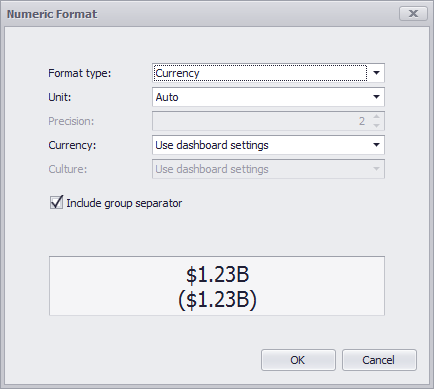 Numeric Format
Format type: Currency
Unit: Auto
Precision: 2
Currency: Use dashboard settings
Culture: Use dashboard settings
Include group separator
$1.23B
($1.23B)
OK Cancel